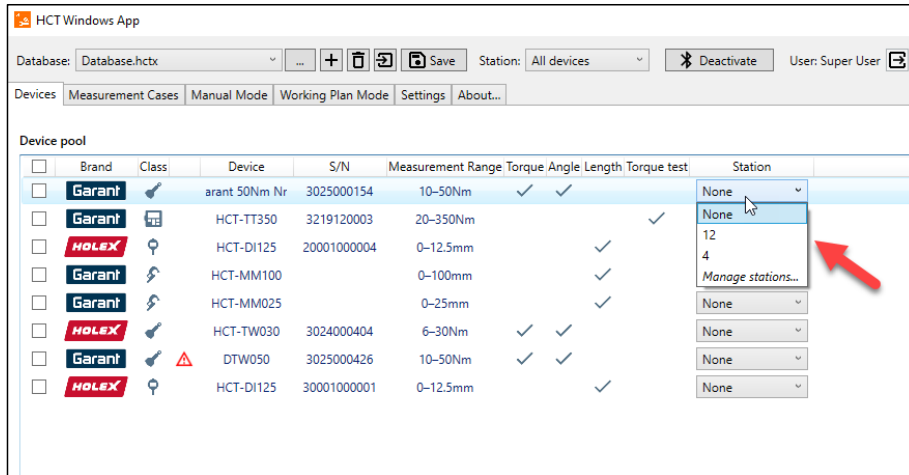 HCT Windows App
Database: Database.hctx ... Save Station: All devices Deactivate User: Super User
Devices Measurement Cases Manual Mode Working Plan Mode Settings About...
Device pool
Brand Class Device S/N Measurement Range Torque Angle Length Torque test Station
Garant arant 50Nm Nr 3025000154 10–50Nm None
Garant HCT-TT350 3219120003 20–350Nm None
HOLEX HCT-DI125 20001000004 0–12.5mm 12
Garant HCT-MM100 0–100mm 4
Manage stations...
Garant HCT-MM025 0–25mm None
HOLEX HCT-TW030 3024000404 6–30Nm None
Garant DTW050 3025000426 10–50Nm None
HOLEX HCT-DI125 30001000001 0–12.5mm None